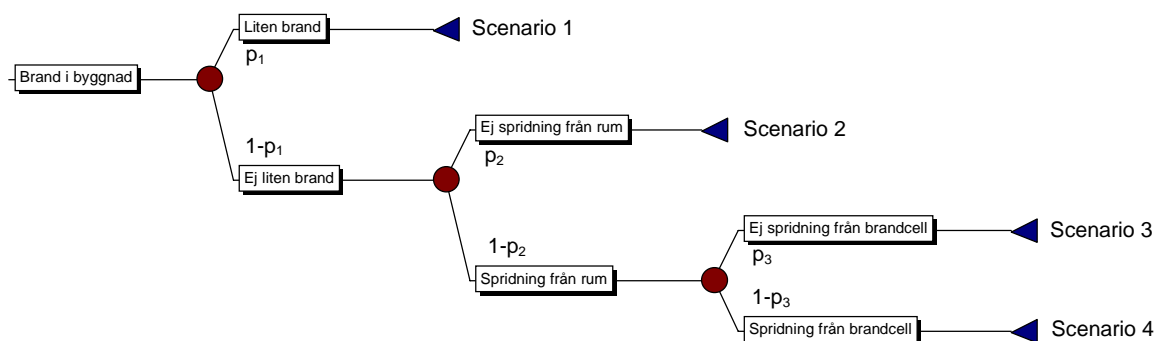 Liten brand
Scenario 1
p₁
Brand i byggnad
Ej spridning från rum
Scenario 2
1-p₁
p₂
Ej liten brand
Ej spridning från brandcell
Scenario 3
1-p₂
p₃
Spridning från rum
1-p₃
Spridning från brandcell
Scenario 4